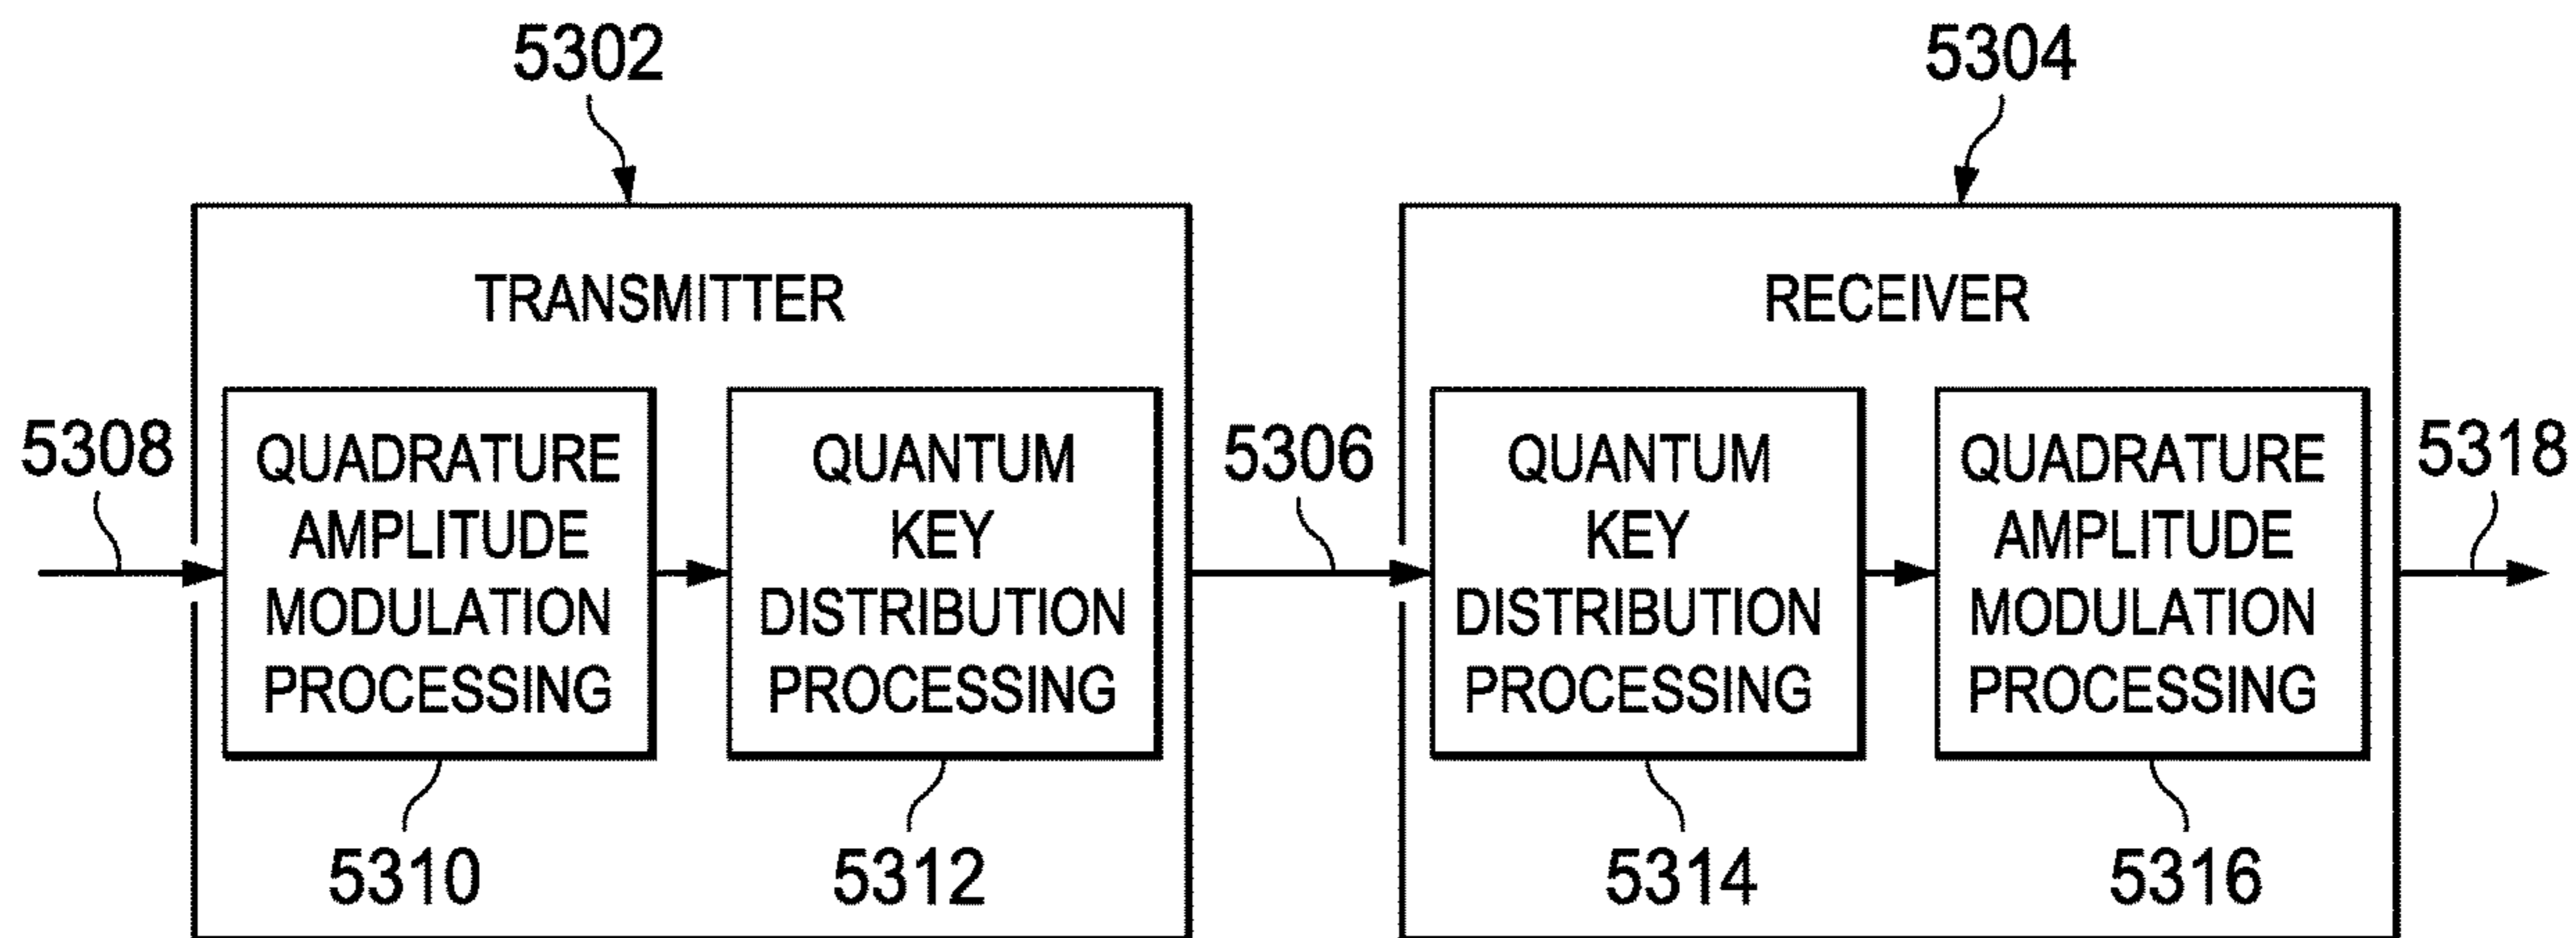 5302
5304
TRANSMITTER
RECEIVER
5308
QUADRATURE
AMPLITUDE
MODULATION
PROCESSING
QUANTUM
KEY
DISTRIBUTION
PROCESSING
5306
QUANTUM
KEY
DISTRIBUTION
PROCESSING
QUADRATURE
AMPLITUDE
MODULATION
PROCESSING
5318
5310
5312
5314
5316